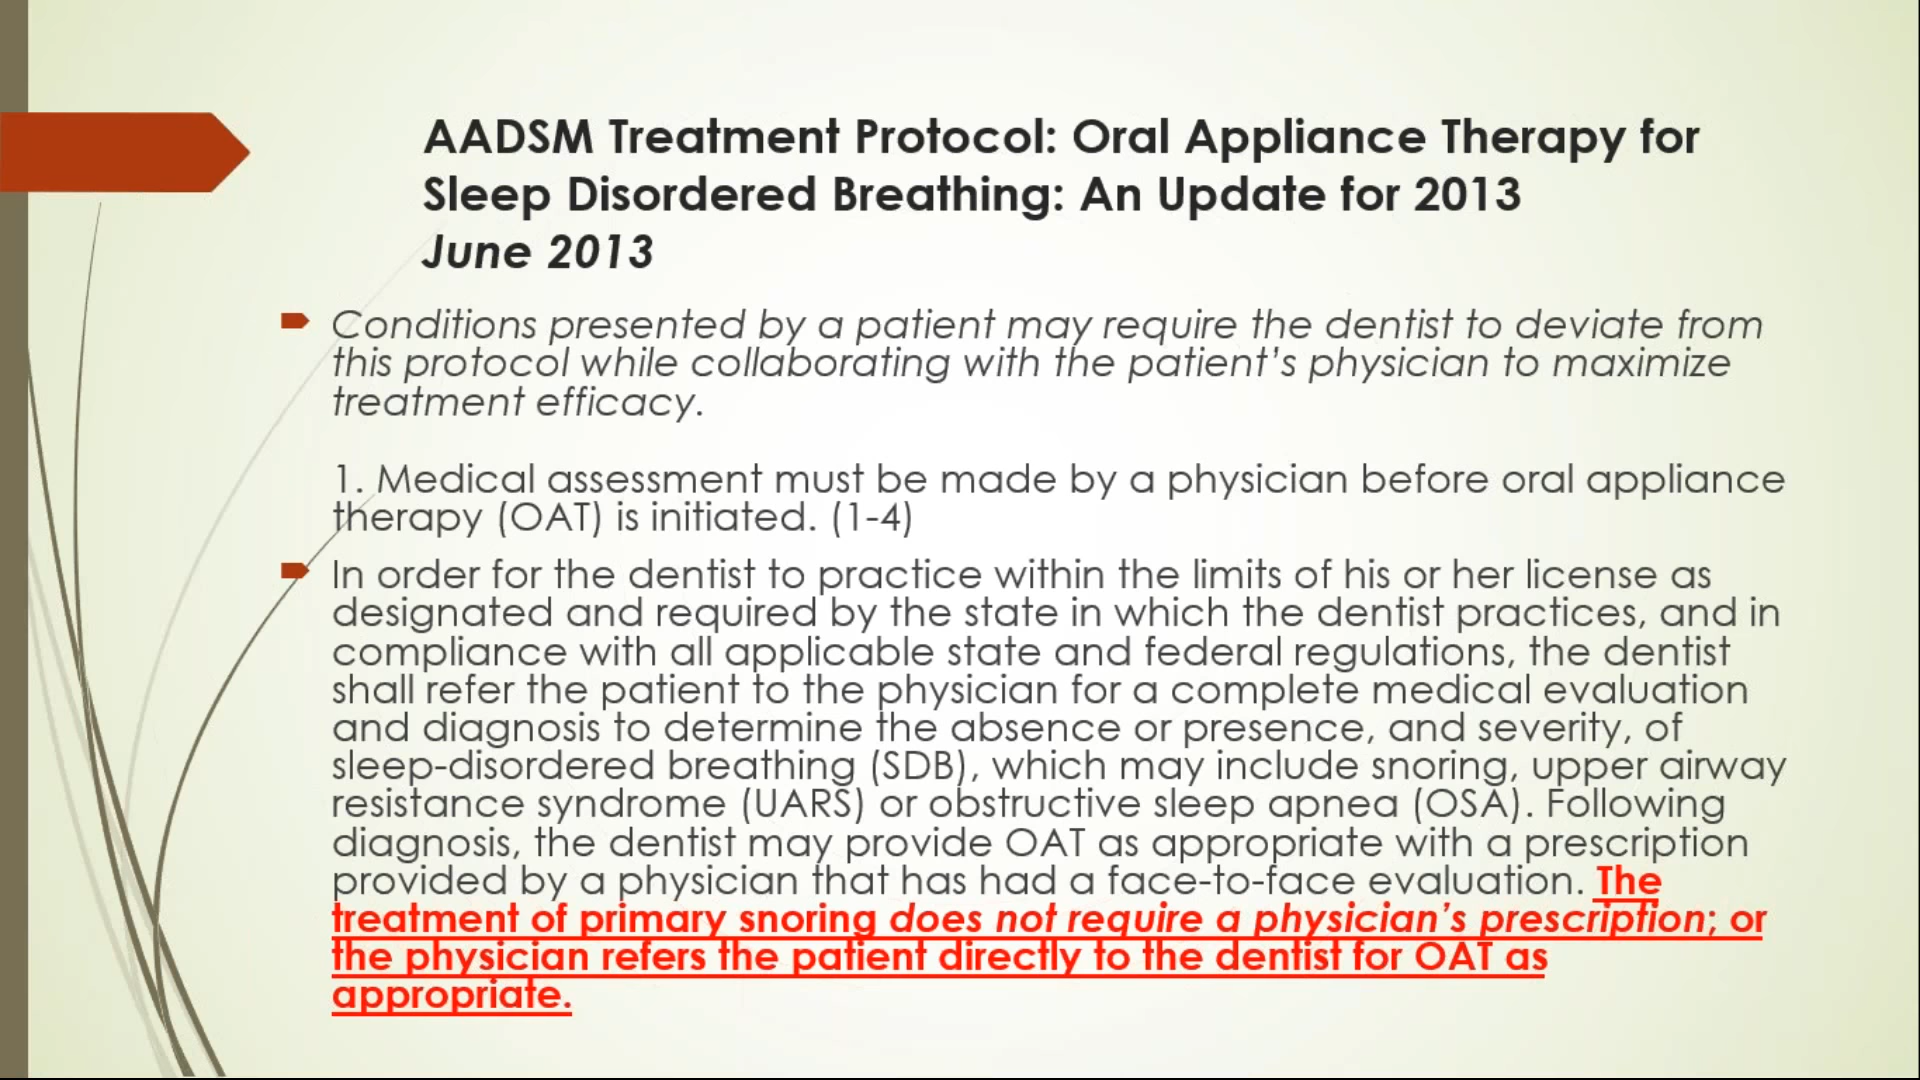 AADSM Treatment Protocol: Oral Appliance Therapy for
Sleep Disordered Breathing: An Update for 2013
June 2013
Conditions presented by a patient may require the dentist to deviate from
this protocol while collaborating with the patient’s physician to maximize
treatment efficacy.
1. Medical assessment must be made by a physician before oral appliance
therapy (OAT) is initiated. (1-4)
In order for the dentist to practice within the limits of his or her license as
designated and required by the state in which the dentist practices, and in
compliance with all applicable state and federal regulations, the dentist
shall refer the patient to the physician for a complete medical evaluation
and diagnosis to determine the absence or presence, and severity, of
sleep-disordered breathing (SDB), which may include snoring, upper airway
resistance syndrome (UARS) or obstructive sleep apnea (OSA). Following
diagnosis, the dentist may provide OAT as appropriate with a prescription
provided by a physician that has had a face-to-face evaluation. The
treatment of primary snoring does not require a physician’s prescription; or
the physician refers the patient directly to the dentist for OAT as
appropriate.